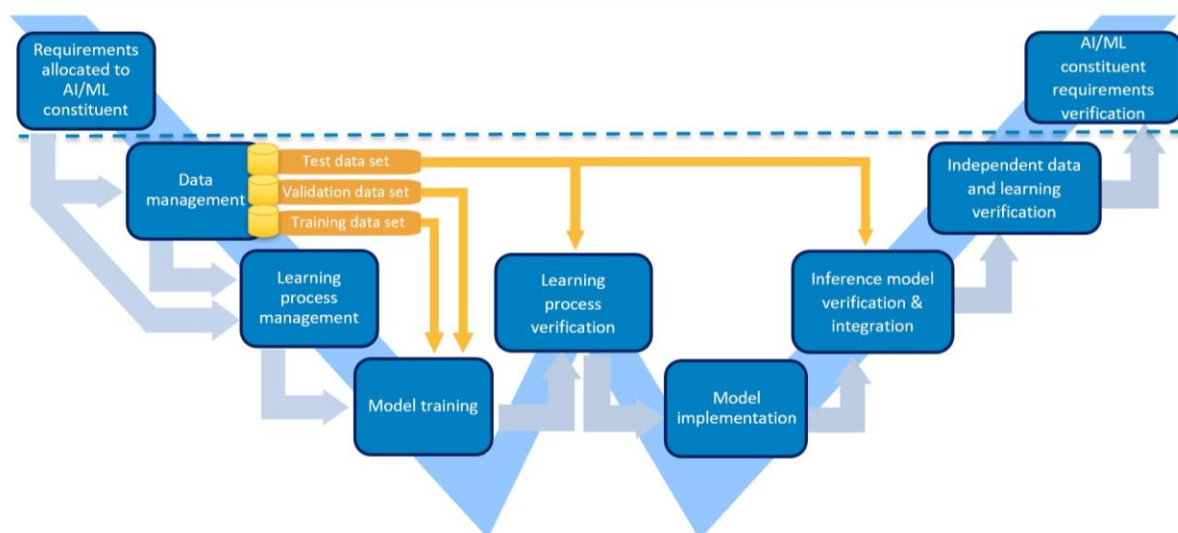 Requirements
allocated to
AI/ML
constituent
AI/ML
constituent
requirements
verification
Data
management
Test data set
Validation data set
Training data set
Independent data
and learning
verification
Learning
process
management
Learning
process
verification
Inference model
verification &
integration
Model training
Model
implementation